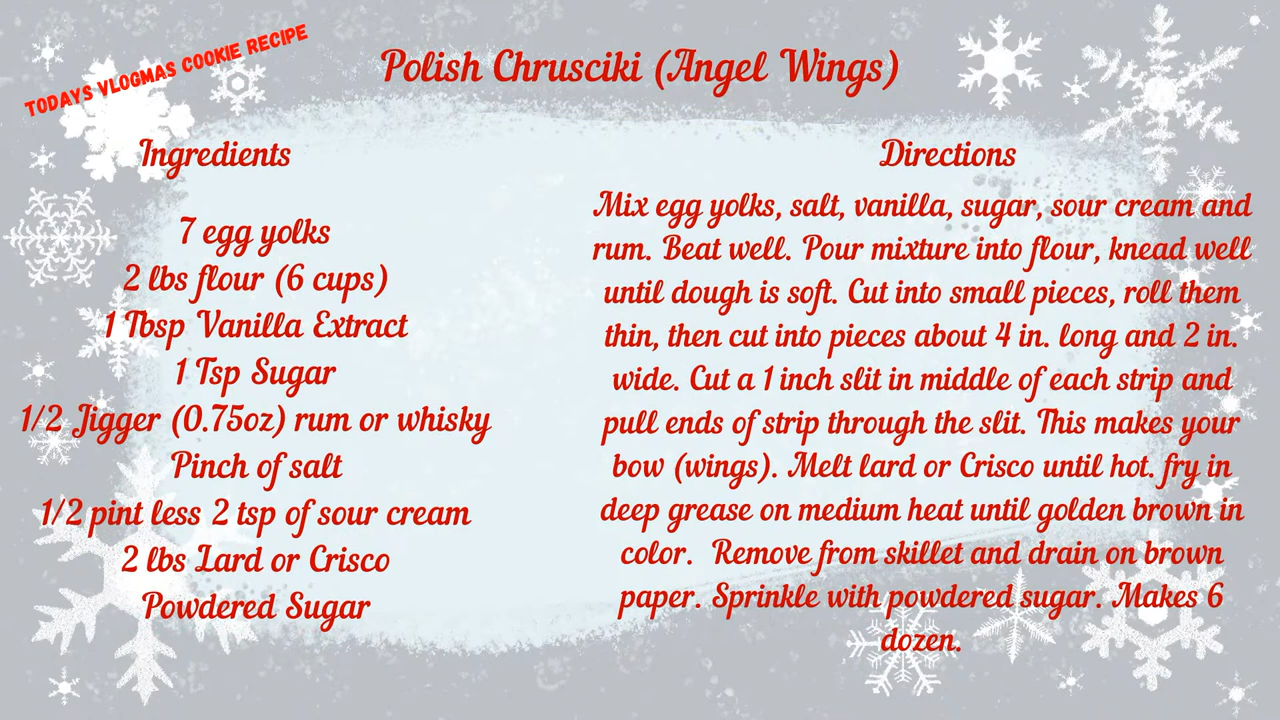 TODAYS VLOGMAS COOKIE RECIPE
Polish Chrusciki (Angel Wings)
Ingredients
7 egg yolks
2 lbs flour (6 cups)
1 Tbsp Vanilla Extract
1 Tsp Sugar
1/2 Jigger (0.75oz) rum or whisky
Pinch of salt
1/2 pint less 2 tsp of sour cream
2 lbs Lard or Crisco
Powdered Sugar
Directions
Mix egg yolks, salt, vanilla, sugar, sour cream and
rum. Beat well. Pour mixture into flour, knead well
until dough is soft. Cut into small pieces, roll them
thin, then cut into pieces about 4 in. long and 2 in.
wide. Cut a 1 inch slit in middle of each strip and
pull ends of strip through the slit. This makes your
bow (wings). Melt lard or Crisco until hot. fry in
deep grease on medium heat until golden brown in
color. Remove from skillet and drain on brown
paper. Sprinkle with powdered sugar. Makes 6
dozen.